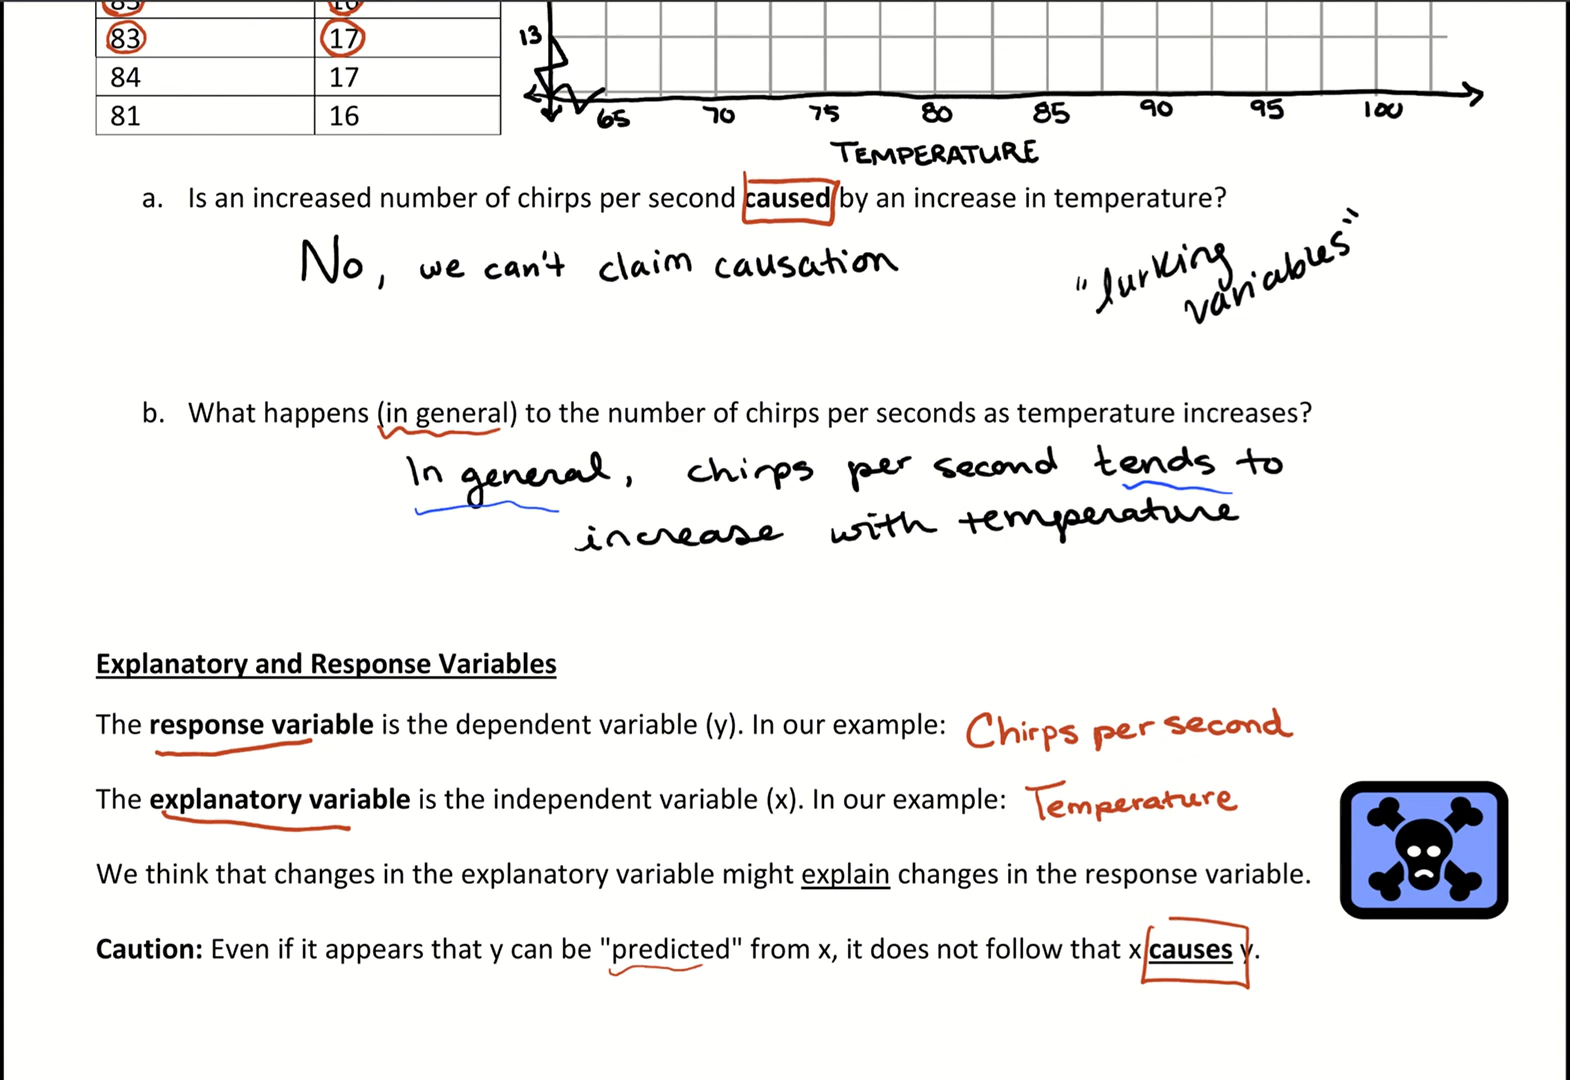 83 17
13
84 17
81 16
65 70 75 80 85 90 95 100
TEMPERATURE
a. Is an increased number of chirps per second caused by an increase in temperature?
No, we can't claim causation
"lurking
variables"
b. What happens (in general) to the number of chirps per seconds as temperature increases?
In general, chirps per second tends to
increase with temperature
Explanatory and Response Variables
The response variable is the dependent variable (y). In our example: Chirps per second
The explanatory variable is the independent variable (x). In our example: Temperature
We think that changes in the explanatory variable might explain changes in the response variable.
Caution: Even if it appears that y can be "predicted" from x, it does not follow that x causes y.